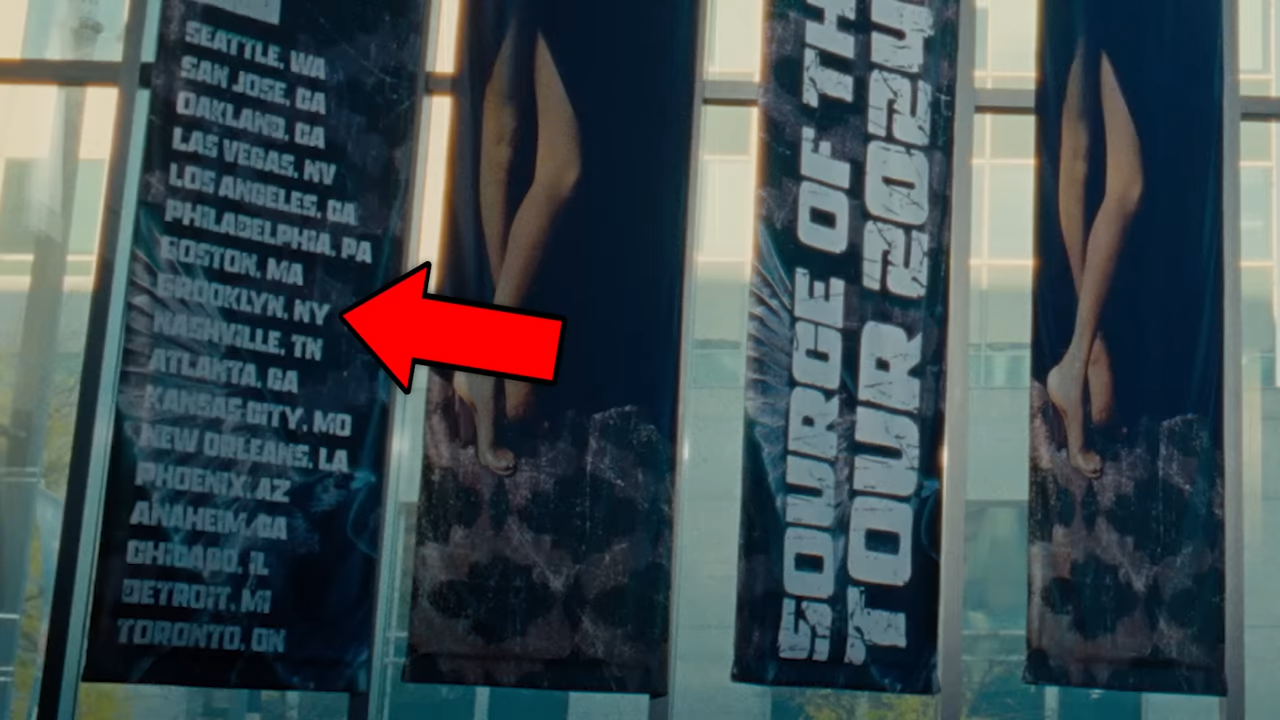 SEATTLE, WA
SAN JOSE, CA
OAKLAND, CA
LAS VEGAS, NV
LOS ANGELES, CA
PHILADELPHIA, PA
BOSTON, MA
BROOKLYN, NY
NASHVILLE, TN
ATLANTA, GA
KANSAS CITY, MO
NEW ORLEANS, LA
PHOENIX, AZ
ANAHEIM, CA
CHICAGO, IL
DETROIT, MI
TORONTO, ON
SOURCE OF
TOUR